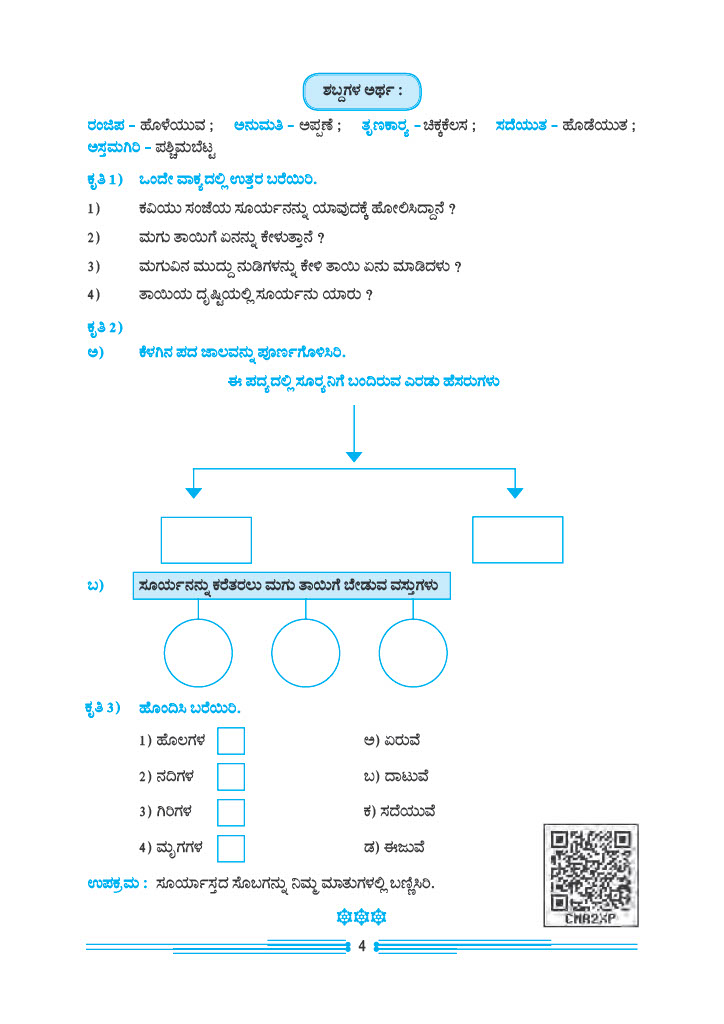 ಶಬ್ದಗಳ ಅರ್ಥ :
ರಂಜಿಪ – ಹೊಳೆಯುವ ; ಅನುಮತಿ – ಅಪ್ಪಣೆ ; ತೃಣಕಾರ್‍ಯ – ಚಿಕ್ಕಕೆಲಸ ; ಸದೆಯುತ – ಹೊಡೆಯುತ ;
ಅಸ್ತಮಗಿರಿ – ಪಶ್ಚಿಮಬೆಟ್ಟ
ಕೃತಿ 1) ಒಂದೇ ವಾಕ್ಯದಲ್ಲಿ ಉತ್ತರ ಬರೆಯಿರಿ.
1) ಕವಿಯು ಸಂಜೆಯ ಸೂರ್ಯನನ್ನು ಯಾವುದಕ್ಕೆ ಹೋಲಿಸಿದ್ದಾನೆ ?
2) ಮಗು ತಾಯಿಗೆ ಏನನ್ನು ಕೇಳುತ್ತಾನೆ ?
3) ಮಗುವಿನ ಮುದ್ದು ನುಡಿಗಳನ್ನು ಕೇಳಿ ತಾಯಿ ಏನು ಮಾಡಿದಳು ?
4) ತಾಯಿಯ ದೃಷ್ಟಿಯಲ್ಲಿ ಸೂರ್ಯನು ಯಾರು ?
ಕೃತಿ 2)
ಅ) ಕೆಳಗಿನ ಪದ ಜಾಲವನ್ನು ಪೂರ್ಣಗೊಳಿಸಿರಿ.
ಈ ಪದ್ಯದಲ್ಲಿ ಸೂರ್‍ಯನಿಗೆ ಬಂದಿರುವ ಎರಡು ಹೆಸರುಗಳು
ಬ) ಸೂರ್ಯನನ್ನು ಕರೆತರಲು ಮಗು ತಾಯಿಗೆ ಬೇಡುವ ವಸ್ತುಗಳು
ಕೃತಿ 3) ಹೊಂದಿಸಿ ಬರೆಯಿರಿ.
1) ಹೊಲಗಳ ಅ) ಏರುವೆ
2) ನದಿಗಳ ಬ) ದಾಟುವೆ
3) ಗಿರಿಗಳ ಕ) ಸದೆಯುವೆ
4) ಮೃಗಗಳ ಡ) ಈಜುವೆ
ಉಪಕ್ರಮ : ಸೂರ್ಯಾಸ್ತದ ಸೊಬಗನ್ನು ನಿಮ್ಮ ಮಾತುಗಳಲ್ಲಿ ಬಣ್ಣಿಸಿರಿ.
CMA2XP
4